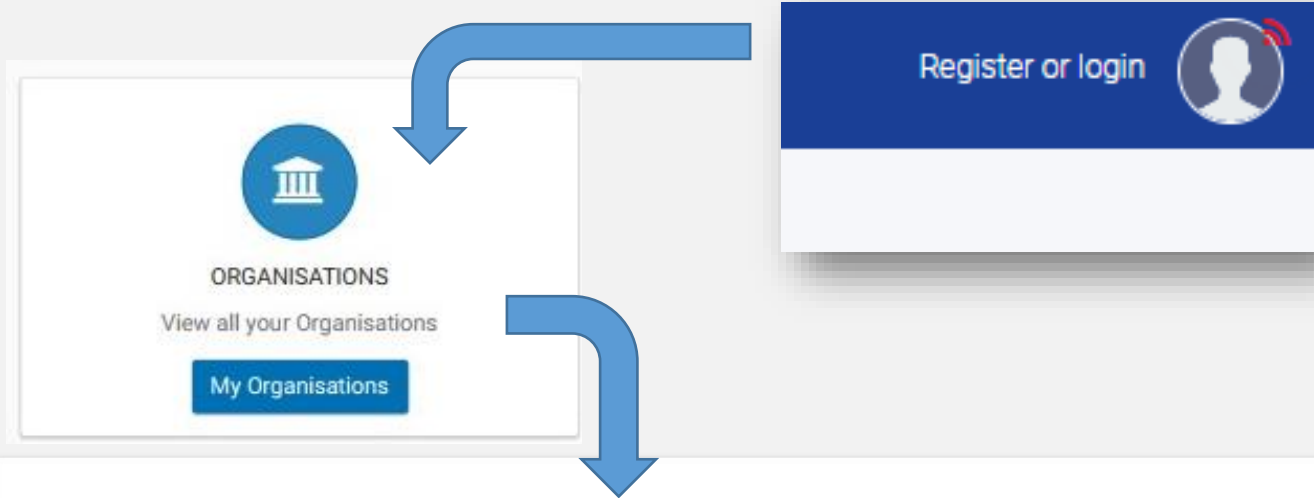 Register or login
ORGANISATIONS
View all your Organisations
My Organisations